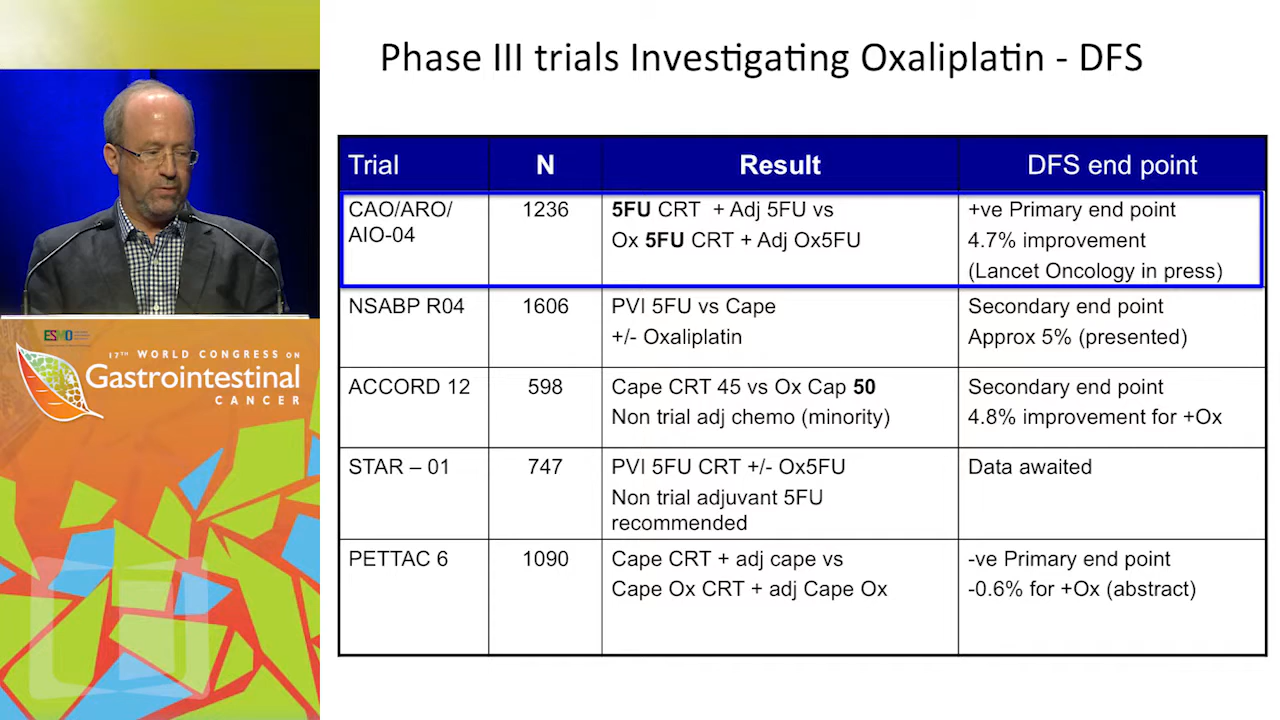 Phase III trials Investigating Oxaliplatin - DFS
Trial N Result DFS end point
CAO/ARO/ 1236 5FU CRT + Adj 5FU vs +ve Primary end point
AIO-04 Ox 5FU CRT + Adj Ox5FU 4.7% improvement
(Lancet Oncology in press)
NSABP R04 1606 PVI 5FU vs Cape Secondary end point
+/- Oxaliplatin Approx 5% (presented)
ACCORD 12 598 Cape CRT 45 vs Ox Cap 50 Secondary end point
Non trial adj chemo (minority) 4.8% improvement for +Ox
STAR – 01 747 PVI 5FU CRT +/- Ox5FU Data awaited
Non trial adjuvant 5FU
recommended
PETTAC 6 1090 Cape CRT + adj cape vs -ve Primary end point
Cape Ox CRT + adj Cape Ox -0.6% for +Ox (abstract)
ESMO
17TH WORLD CONGRESS ON
Gastrointestinal
CANCER